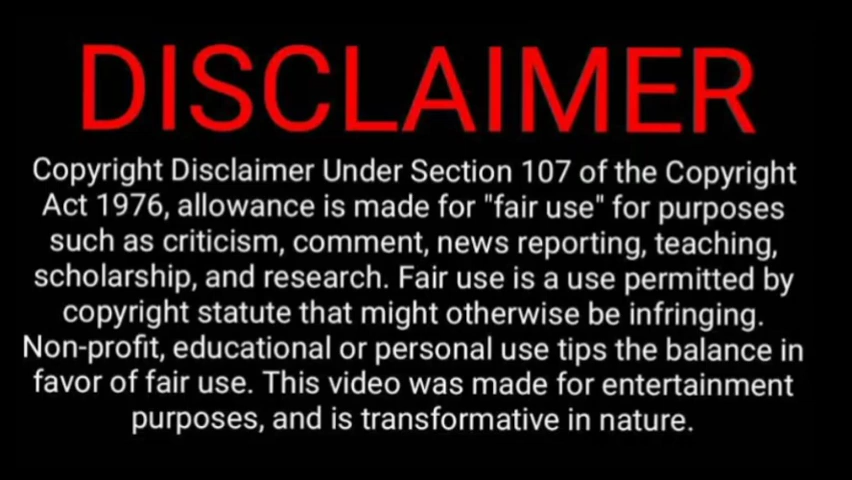 DISCLAIMER
Copyright Disclaimer Under Section 107 of the Copyright
Act 1976, allowance is made for "fair use" for purposes
such as criticism, comment, news reporting, teaching,
scholarship, and research. Fair use is a use permitted by
copyright statute that might otherwise be infringing.
Non-profit, educational or personal use tips the balance in
favor of fair use. This video was made for entertainment
purposes, and is transformative in nature.